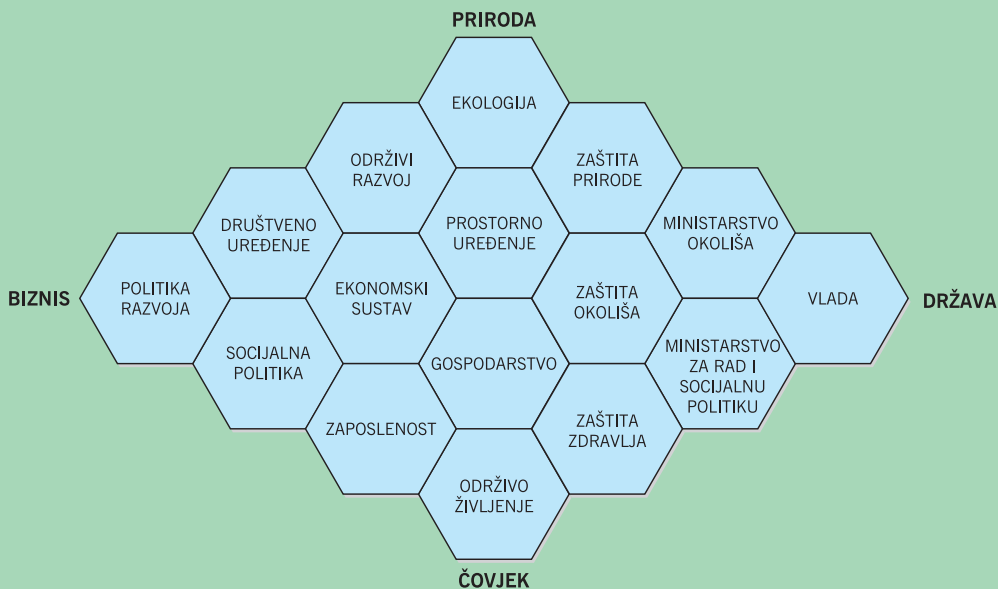 PRIRODA
EKOLOGIJA
ODRŽIVI
RAZVOJ
ZAŠTITA
PRIRODE
DRUŠTVENO
UREĐENJE
PROSTORNO
UREĐENJE
MINISTARSTVO
OKOLIŠA
BIZNIS
POLITIKA
RAZVOJA
EKONOMSKI
SUSTAV
ZAŠTITA
OKOLIŠA
VLADA
DRŽAVA
SOCIJALNA
POLITIKA
GOSPODARSTVO
MINISTARSTVO
ZA RAD I
SOCIJALNU
POLITIKU
ZAPOSLENOST
ZAŠTITA
ZDRAVLJA
ODRŽIVO
ŽIVLJENJE
ČOVJEK